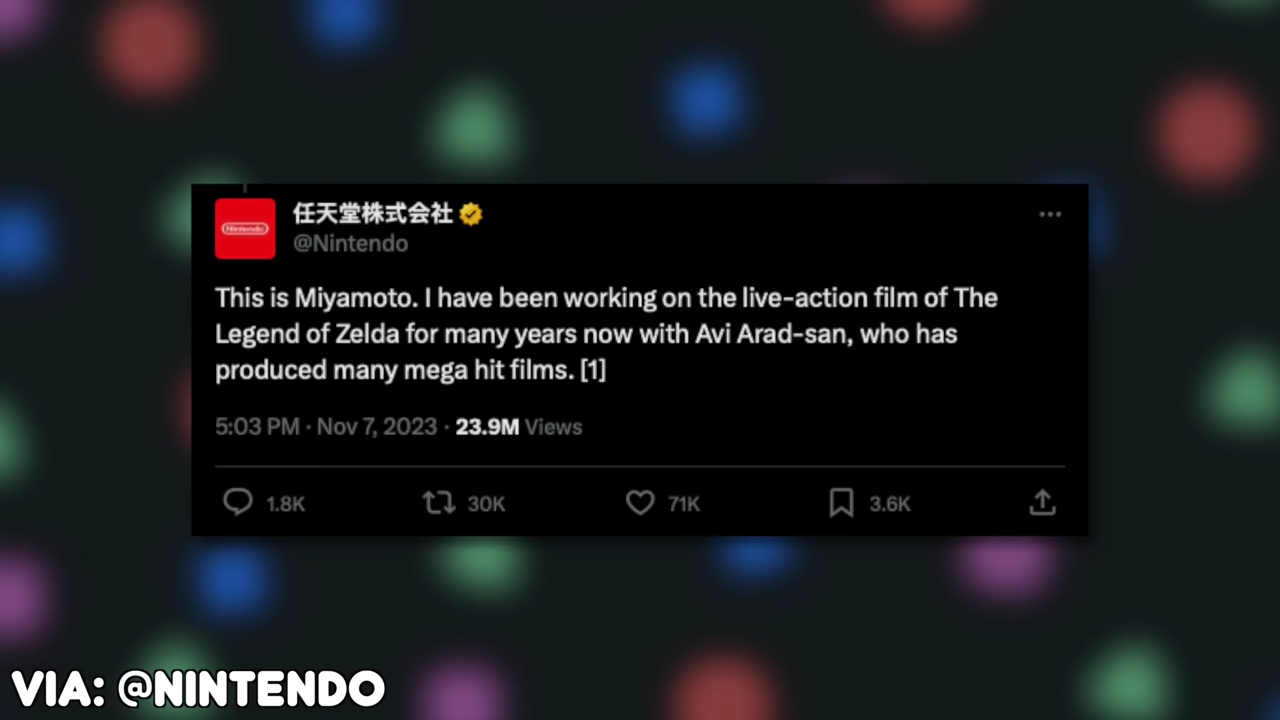 Nintendo
任天堂株式会社
@Nintendo
This is Miyamoto. I have been working on the live-action film of The
Legend of Zelda for many years now with Avi Arad-san, who has
produced many mega hit films. [1]
5:03 PM · Nov 7, 2023 · 23.9M Views
1.8K 30K 71K 3.6K
VIA: @NINTENDO